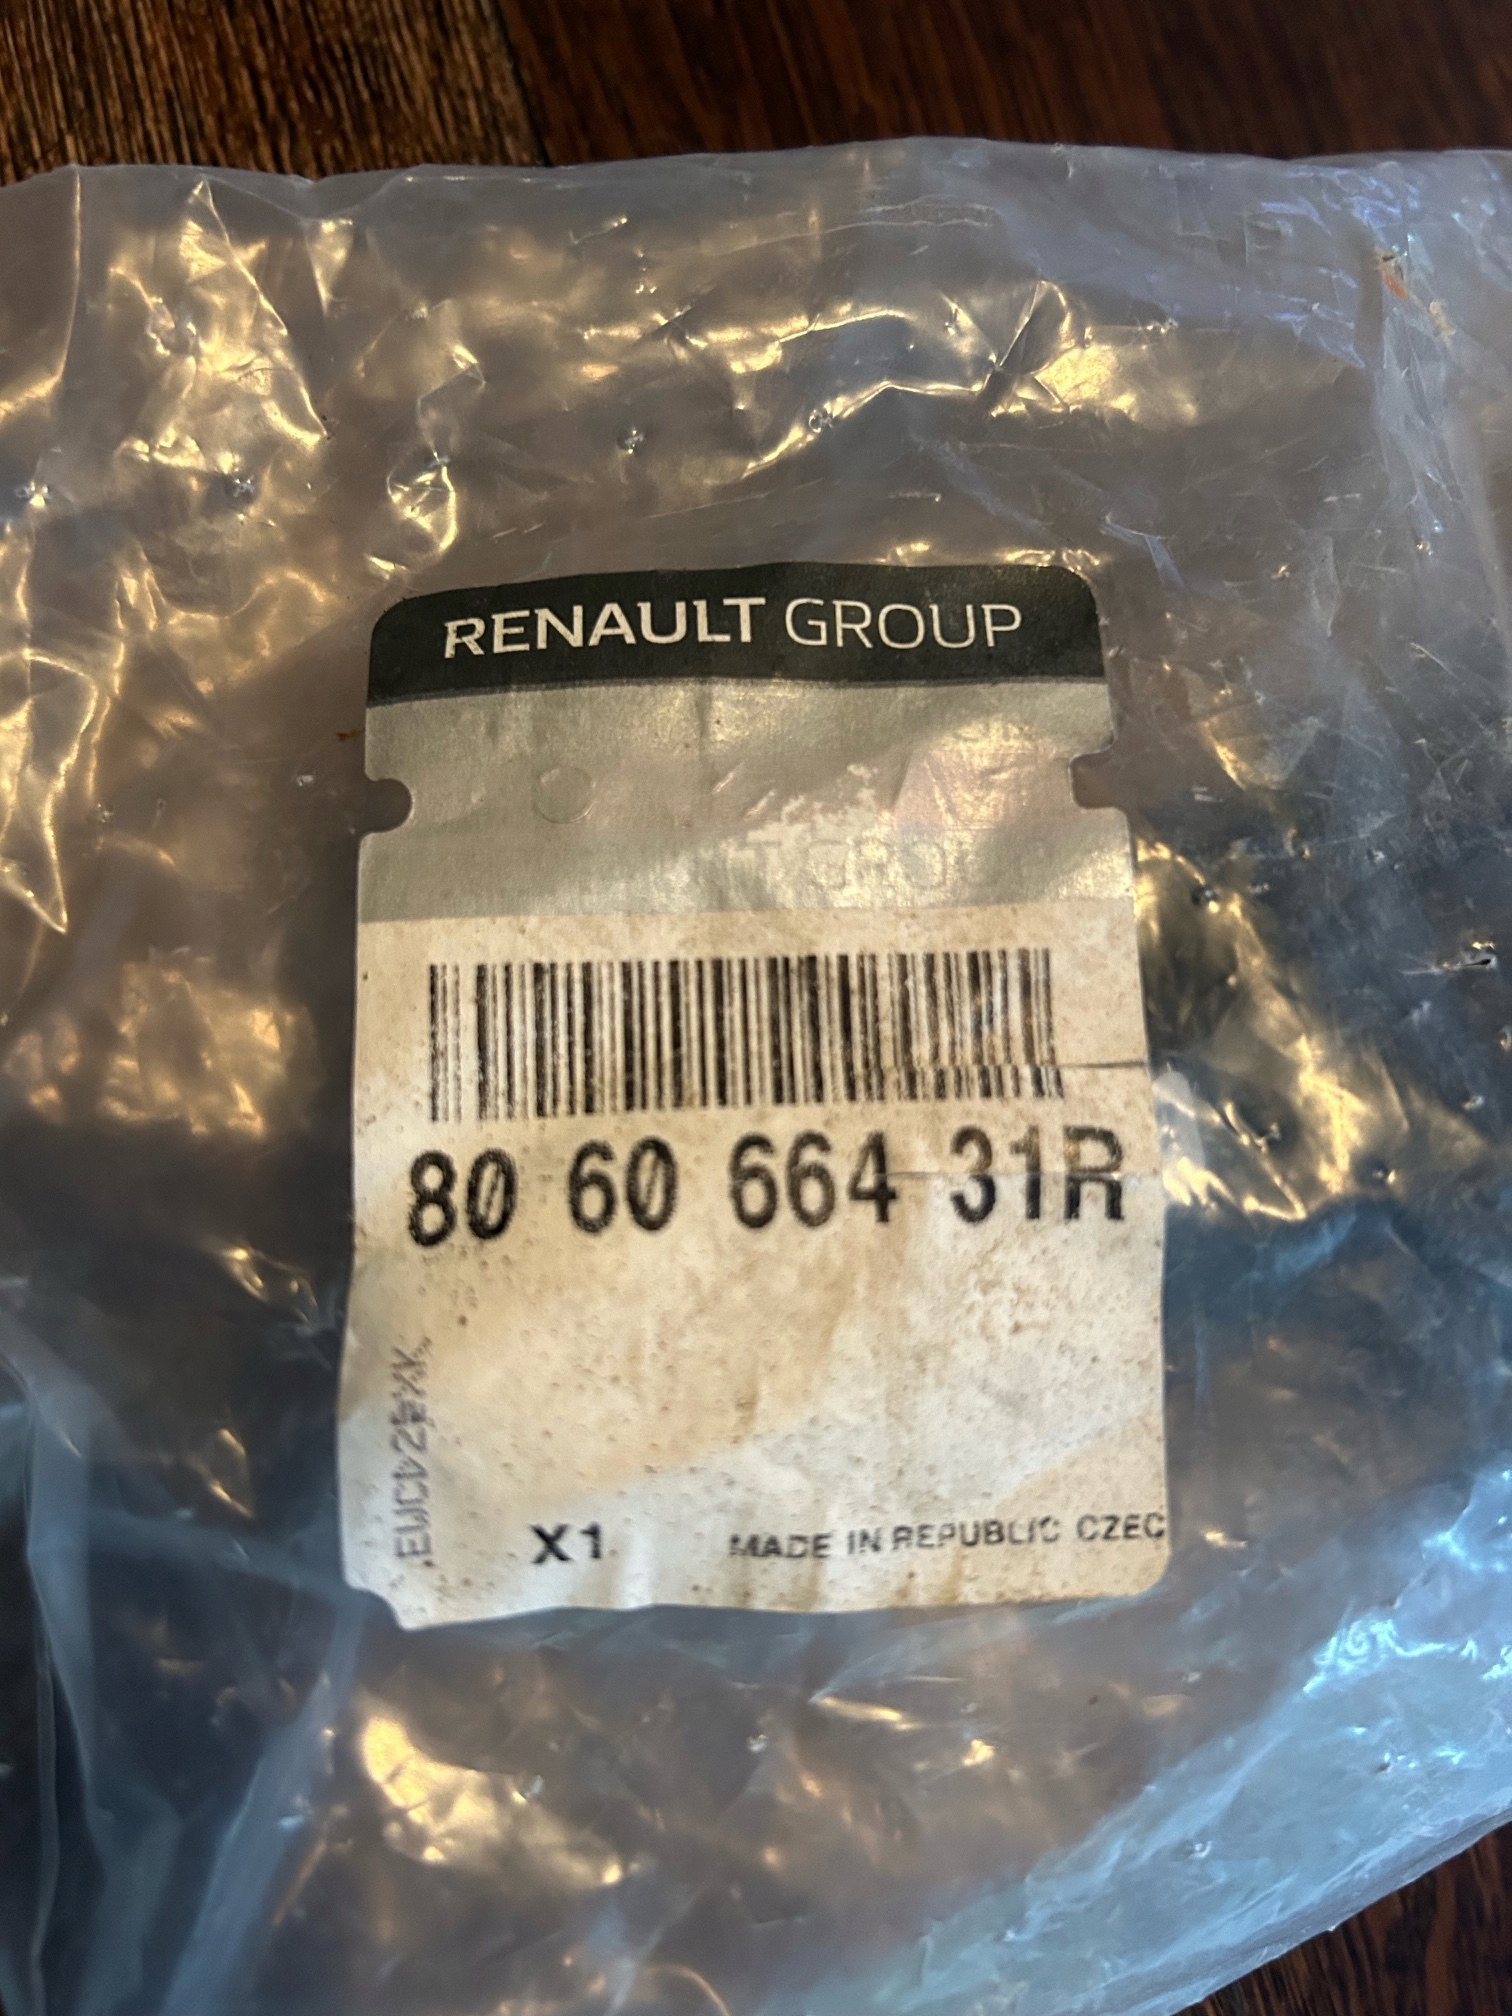 RENAULT GROUP
80 60 664 31R
X1
MADE IN REPUBLIC CZEC